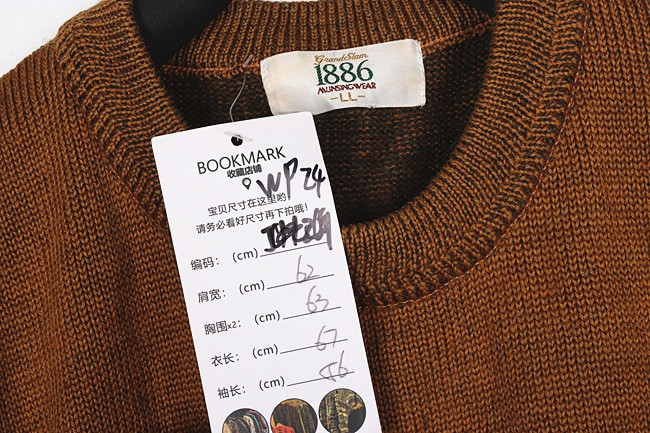 GrandSlam
1886
MUNSINGWEAR
-LL-
BOOKMARK
收藏店铺
WP24
宝贝尺寸在这里哟,
请务必看好尺寸再下拍哦!
编码: (cm)
肩宽: (cm) 62
胸围x2: (cm) 63
衣长: (cm) 67
袖长: (cm) 56